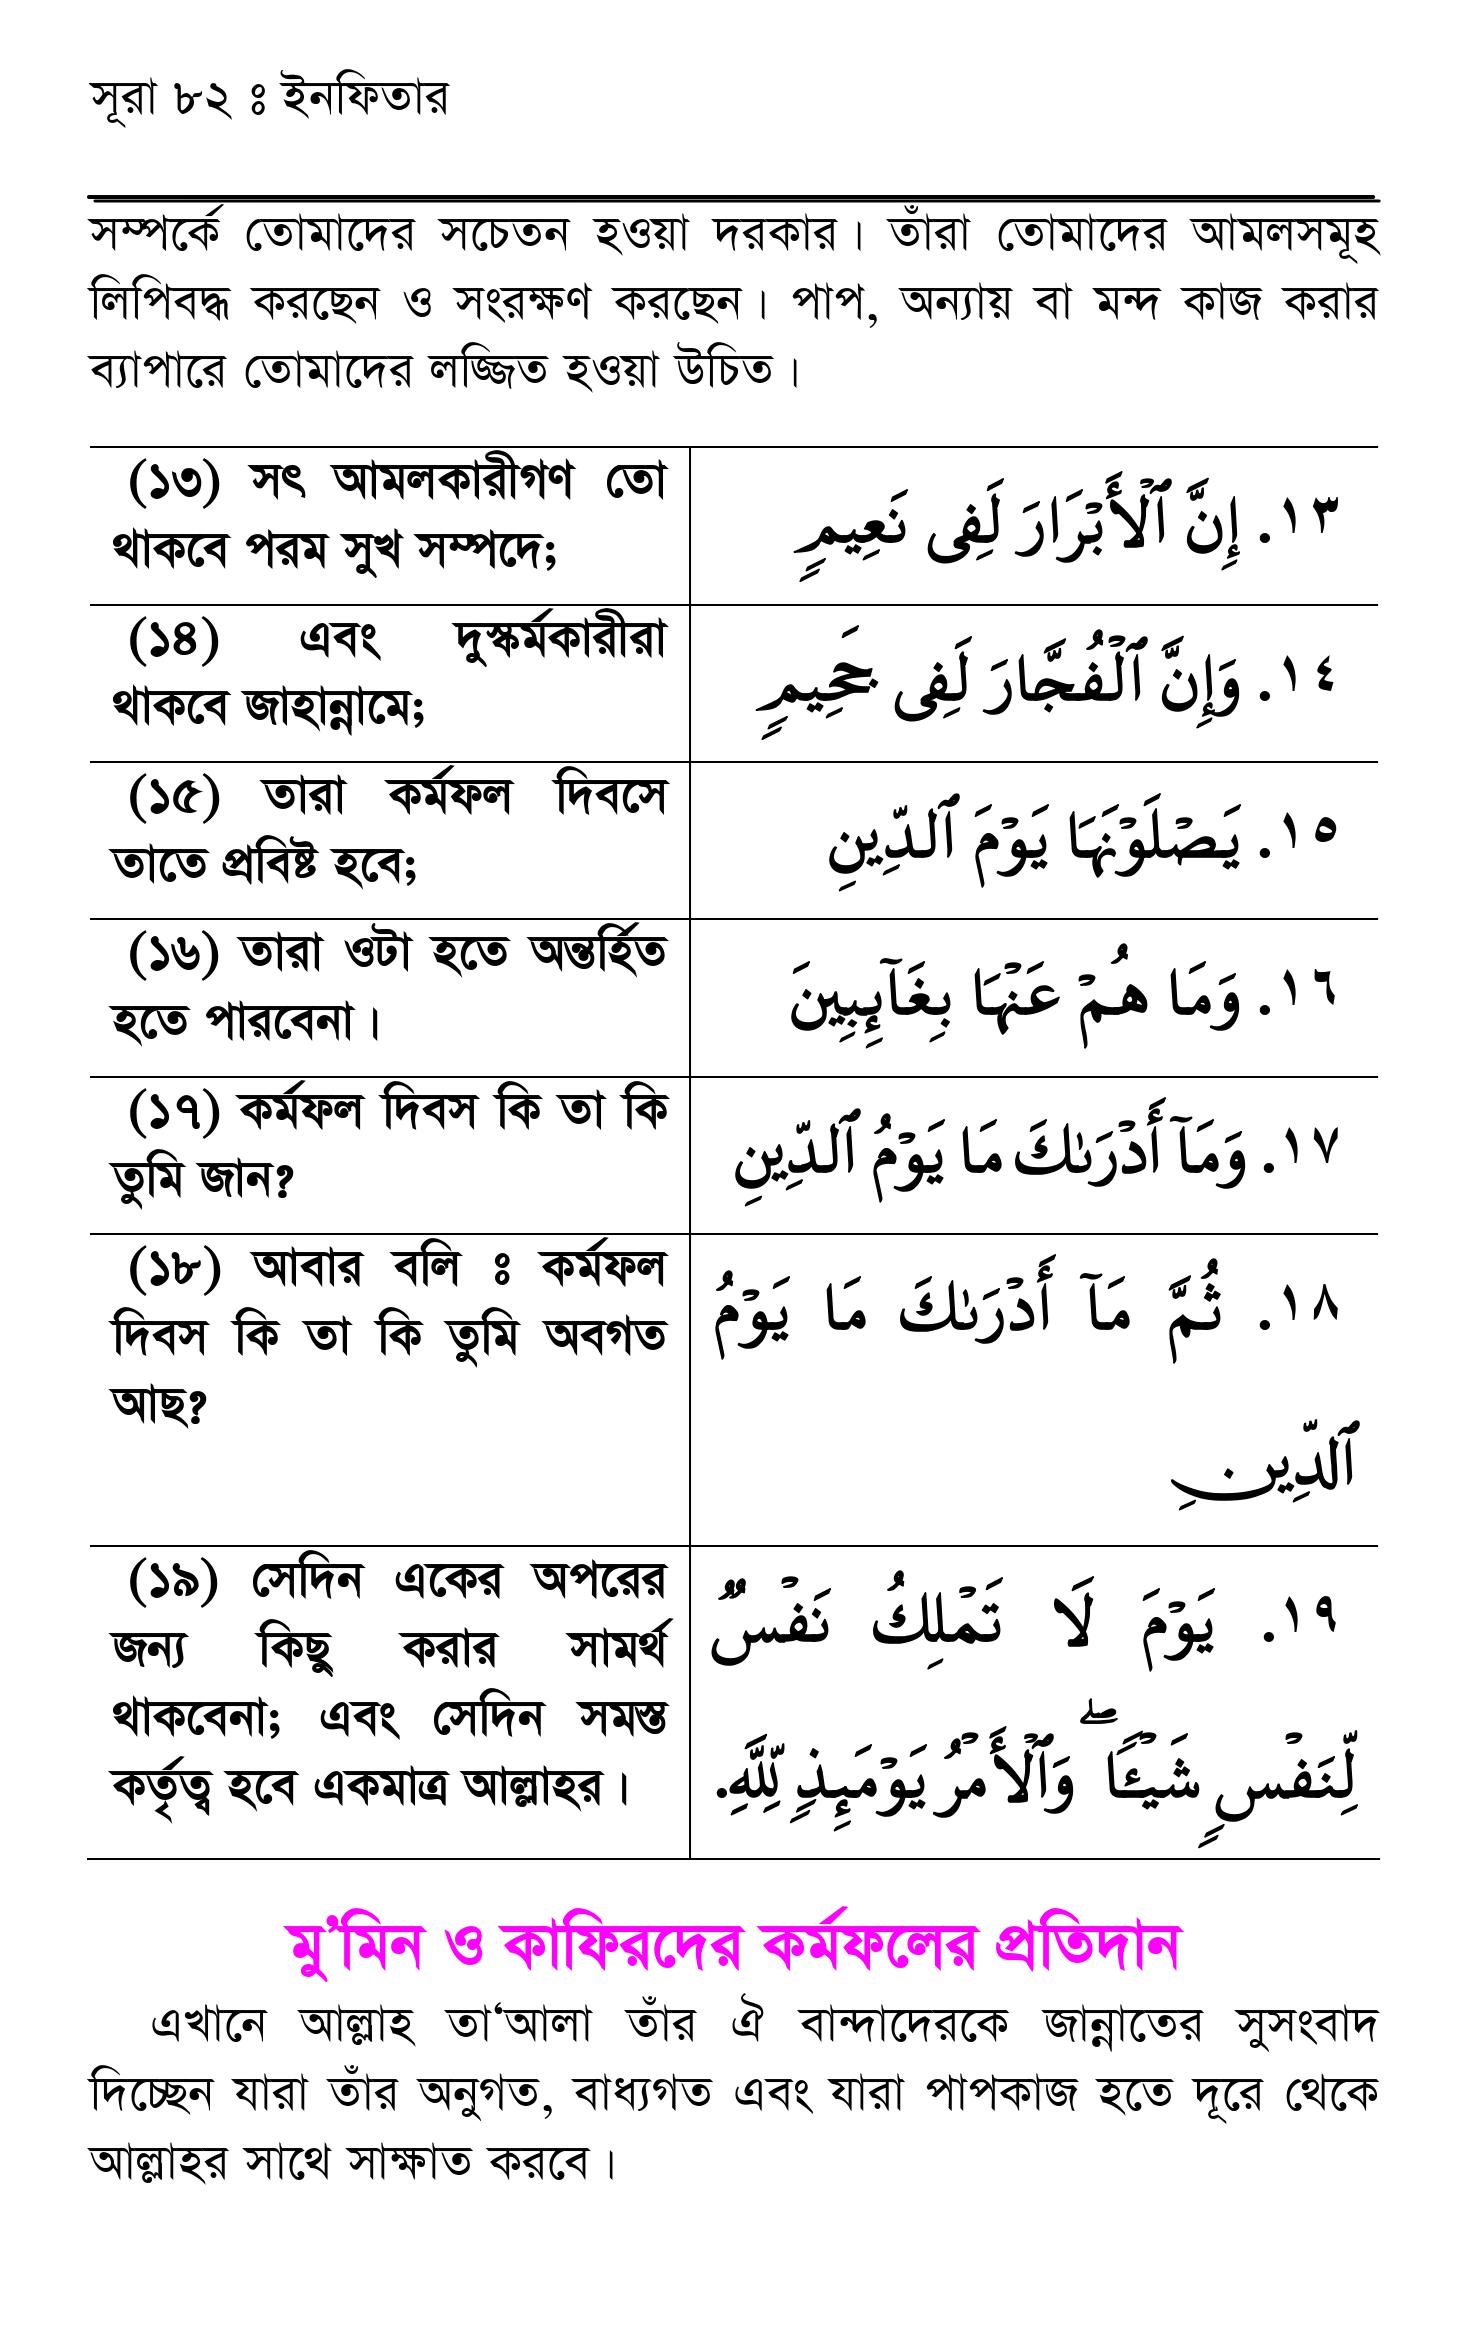 সূরা ৮২ ঃ ইনফিতার
সম্পর্কে তোমাদের সচেতন হওয়া দরকার। তাঁরা তোমাদের আমলসমূহ
লিপিবদ্ধ করছেন ও সংরক্ষণ করছেন। পাপ, অন্যায় বা মন্দ কাজ করার
ব্যাপারে তোমাদের লজ্জিত হওয়া উচিত।
(১৩) সৎ আমলকারীগণ তো
থাকবে পরম সুখ সম্পদে;
١٣. إِنَّ ٱلْأَبْرَارَ لَفِى نَعِيمٍ
(১৪) এবং দুস্কর্মকারীরা
থাকবে জাহান্নামে;
١٤. وَإِنَّ ٱلْفُجَّارَ لَفِى جَحِيمٍ
(১৫) তারা কর্মফল দিবসে
তাতে প্রবিষ্ট হবে;
١٥. يَصْلَوْنَهَا يَوْمَ ٱلدِّينِ
(১৬) তারা ওটা হতে অন্তর্হিত
হতে পারবেনা।
١٦. وَمَا هُمْ عَنْهَا بِغَآئِبِينَ
(১৭) কর্মফল দিবস কি তা কি
তুমি জান?
١٧. وَمَآ أَدْرَىٰكَ مَا يَوْمُ ٱلدِّينِ
(১৮) আবার বলি ঃ কর্মফল
দিবস কি তা কি তুমি অবগত
আছ?
١٨. ثُمَّ مَآ أَدْرَىٰكَ مَا يَوْمُ
ٱلدِّينِ
(১৯) সেদিন একের অপরের
জন্য কিছু করার সামর্থ
থাকবেনা; এবং সেদিন সমস্ত
কর্তৃত্ব হবে একমাত্র আল্লাহর।
١٩. يَوْمَ لَا تَمْلِكُ نَفْسٌ
لِّنَفْسٍ شَيْـًٔا ۖ وَٱلْأَمْرُ يَوْمَئِذٍ لِّلَّهِ.
মু’মিন ও কাফিরদের কর্মফলের প্রতিদান
এখানে আল্লাহ তা‘আলা তাঁর ঐ বান্দাদেরকে জান্নাতের সুসংবাদ
দিচ্ছেন যারা তাঁর অনুগত, বাধ্যগত এবং যারা পাপকাজ হতে দূরে থেকে
আল্লাহর সাথে সাক্ষাত করবে।